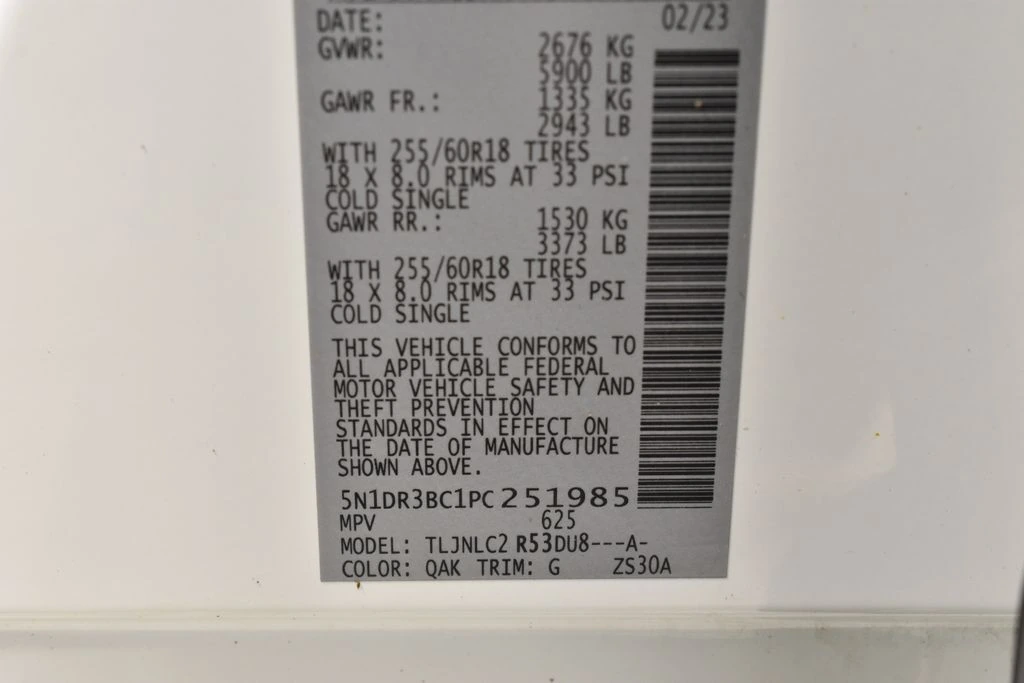 DATE: 02/23
GVWR: 2676 KG
5900 LB
GAWR FR.: 1335 KG
2943 LB
WITH 255/60R18 TIRES
18 X 8.0 RIMS AT 33 PSI
COLD SINGLE
GAWR RR.: 1530 KG
3373 LB
WITH 255/60R18 TIRES
18 X 8.0 RIMS AT 33 PSI
COLD SINGLE
THIS VEHICLE CONFORMS TO
ALL APPLICABLE FEDERAL
MOTOR VEHICLE SAFETY AND
THEFT PREVENTION
STANDARDS IN EFFECT ON
THE DATE OF MANUFACTURE
SHOWN ABOVE.
5N1DR3BC1PC251985
MPV 625
MODEL: TLJNLC2 R53DU8---A-
COLOR: QAK TRIM: G ZS30A